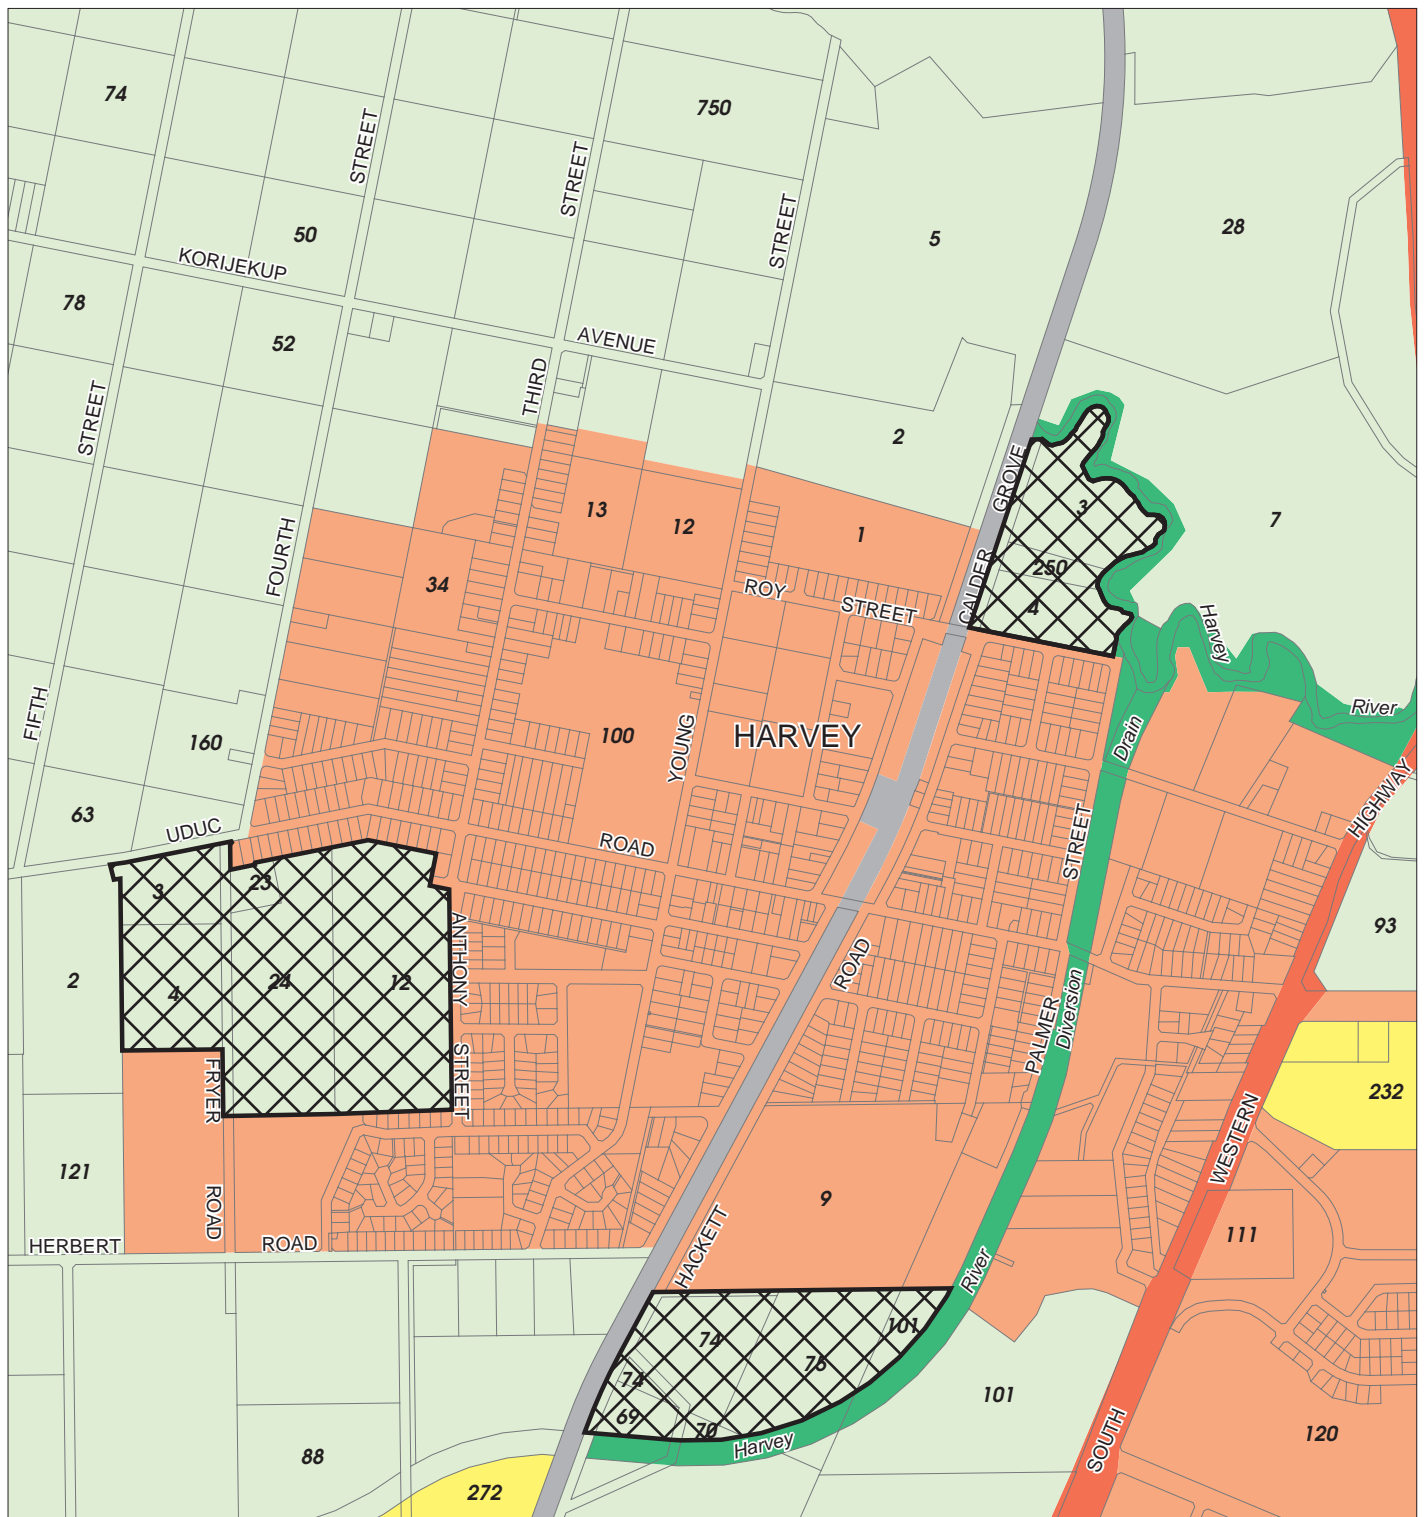 74
750
STREET
STREET
STREET
50
5
28
KORIJEKUP
78
52
AVENUE
STREET
THIRD
2
GROVE
3
13
12
1
7
FOURTH
250
34
ROY
STREET
CALDER
4
Harvey
FIFTH
160
100
YOUNG
HARVEY
River
Drain
HIGHWAY
63
UDUC
ROAD
STREET
3
23
ANTHONY
93
2
4
24
12
ROAD
PALMER
Diversion
FRYER
STREET
232
WESTERN
121
ROAD
9
111
HERBERT
ROAD
HACKETT
River
74
101
75
74
69
70
101
Harvey
88
SOUTH
120
272